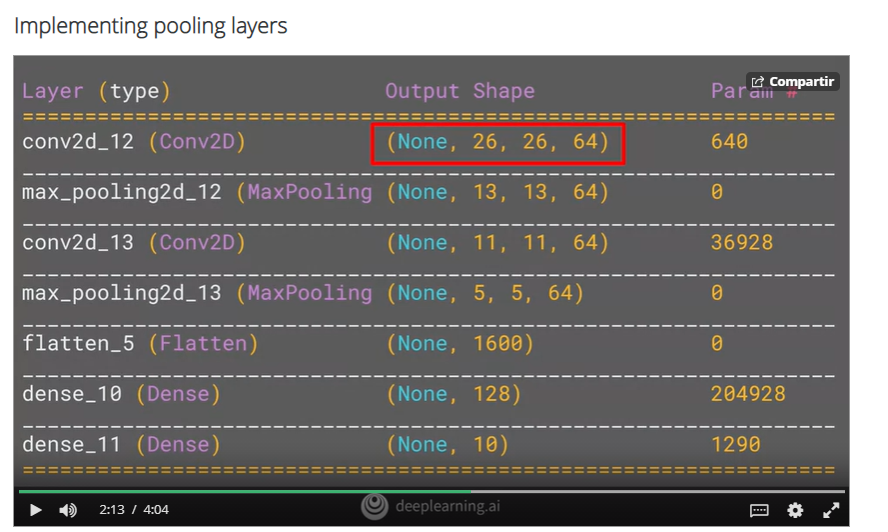 Implementing pooling layers
Compartir
Layer (type) Output Shape Param #
conv2d_12 (Conv2D) (None, 26, 26, 64) 640
max_pooling2d_12 (MaxPooling (None, 13, 13, 64) 0
conv2d_13 (Conv2D) (None, 11, 11, 64) 36928
max_pooling2d_13 (MaxPooling (None, 5, 5, 64) 0
flatten_5 (Flatten) (None, 1600) 0
dense_10 (Dense) (None, 128) 204928
dense_11 (Dense) (None, 10) 1290
2:13 / 4:04 deeplearning.ai